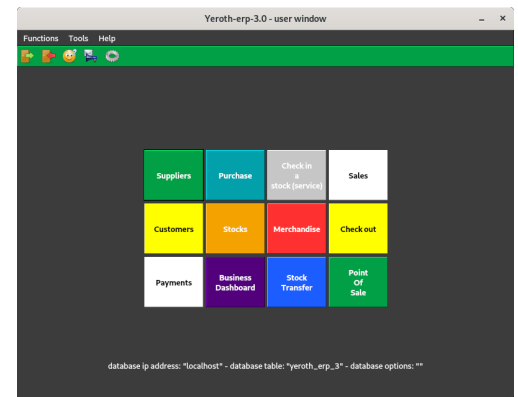 Yeroth-erp-3.0 - user window
Functions Tools Help
Suppliers
Purchase
Check in
a
stock (service)
Sales
Customers
Stocks
Merchandise
Check out
Payments
Business
Dashboard
Stock
Transfer
Point
Of
Sale
database ip address: "localhost" - database table: "yeroth_erp_3" - database options: ""